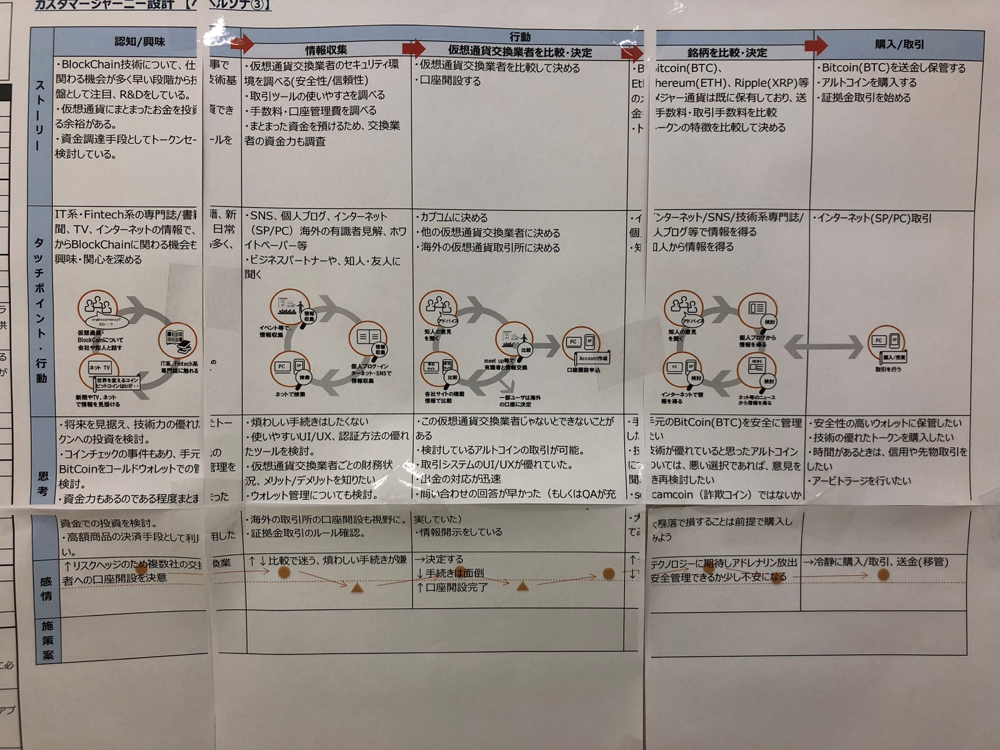 カスタマージャーニー設計 【ペルソナ③】
認知/興味
行動
情報収集
仮想通貨交換業者を比較・決定
銘柄を比較・決定
購入/取引
ストーリー
・BlockChain技術について、仕事で
関わる機会が多く早い段階から技術基
盤として注目、R&Dをしている。
・仮想通貨にまとまったお金を投資でき
る余裕がある。
・資金調達手段としてトークンセールを
検討している。
・仮想通貨交換業者のセキュリティ環
境を調べる(安全性/信頼性)
・取引ツールの使いやすさを調べる
・手数料・口座管理費を調べる
・まとまった資金を預けるため、交換業
者の資金力も調査
・仮想通貨交換業者を比較して決める
・口座開設する
・Bitcoin(BTC)、
Ethereum(ETH)、Ripple(XRP)等
のメジャー通貨は既に保有しており、送
金手数料・取引手数料を比較
・トークンの特徴を比較して決める
・Bitcoin(BTC)を送金し保管する
・アルトコインを購入する
・証拠金取引を始める
タッチポイント・行動
IT系・Fintech系の専門誌/書籍、新
聞、TV、インターネットの情報で、日常
からBlockChainに関わる機会も多く、
興味・関心を深める
・SNS、個人ブログ、インターネット
（SP/PC）海外の有識者見解、ホワ
イトペーパー等
・ビジネスパートナーや、知人・友人に
聞く
・カブコムに決める
・他の仮想通貨交換業者に決める
・海外の仮想通貨取引所に決める
・インターネット/SNS/技術系専門誌/
個人ブログ等で情報を得る
・知人から情報を得る
・インターネット(SP/PC)取引
cryptocurrency?
ICO・・?
仮想通貨・
BlockCainについて
会社や知人と話す
IT系、Fintech系
専門誌に触れる
の
ネット TV
世界を変えるコイン
ビットコインはbitF・・
新聞やTV、ネット
で情報を見掛ける
情報
収集
イベント等で、
情報収集
情報
収集
個人ブログ・イン
ターネット・SNSで
情報収集
PC
SP
検索
ネットで検索
アドバイス
知人の意見
を聞く
比較
meet up等で
有識者と情報交換
各社
サイト
各社
サイト
比較
各社サイトの掲載
情報で比較
一部ユーザは海外
の口座に決定
PC
SP
Account作成
口座開設申込
アドバイス
知人の意見
を聞く
検討
個人ブログから
情報を得る
PC
SP
検討
インターネットで情
報を得る
NEWS
検討
ネット等のニュース
から情報を得る
PC
SP
購入/売買
取引を行う
思考
・将来を見据え、技術力の優れたトー
クンへの投資を検討。
・コインチェックの事件もあり、手元の
BitCoinをコールドウォレットでの管理を
検討。
・資金力もあるのである程度まとまった
資金での投資を検討。
・高額商品の決済手段として利用した
い。
・煩わしい手続きはしたくない
・使いやすいUI/UX、認証方法の優れ
たツールを検討。
・仮想通貨交換業者ごとの財務状
況、メリット/デメリットを知りたい
・ウォレット管理についても検討。
・海外の取引所の口座開設も視野に。
・証拠金取引のルール確認。
・この仮想通貨交換業者じゃないとできないことが
ある
・検討しているアルトコインの取引が可能。
・取引システムのUI/UXが優れていた。
・出金の対応が迅速
・問い合わせの回答が早かった（もしくはQAが充
実していた）
・情報開示をしている
・手元のBitCoin(BTC)を安全に管理
したい
・技術が優れていると思ったアルトコイン
については、悪い選択であれば、意見を
聞き再検討したい
・scamcoin（詐欺コイン）ではないか
・大暴落で損することは前提で購入し
てみよう
・安全性の高いウォレットに保管したい
・技術の優れたトークンを購入したい
・時間があるときは、信用や先物取引を
したい
・アービトラージを行いたい
感情
↑リスクヘッジのため複数社の交換業
者への口座開設を決意
↑↓比較で迷う、煩わしい手続きが嫌
→決定する
↓手続きは面倒
↑口座開設完了
↑テクノロジーに期待しアドレナリン放出
↓安全管理できるか少し不安になる
→冷静に購入/取引、送金(移管)
施策案
ラ
供
る
が
に必
アプ